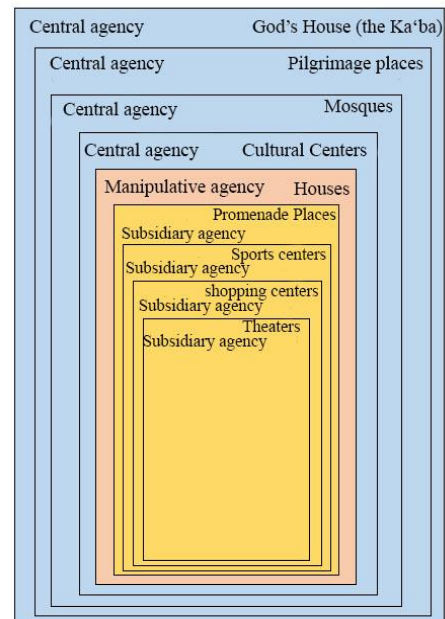 Central agency God's House (the Ka‘ba)
Central agency Pilgrimage places
Central agency Mosques
Central agency Cultural Centers
Manipulative agency Houses
Promenade Places
Subsidiary agency
Sports centers
Subsidiary agency
shopping centers
Subsidiary agency
Theaters
Subsidiary agency